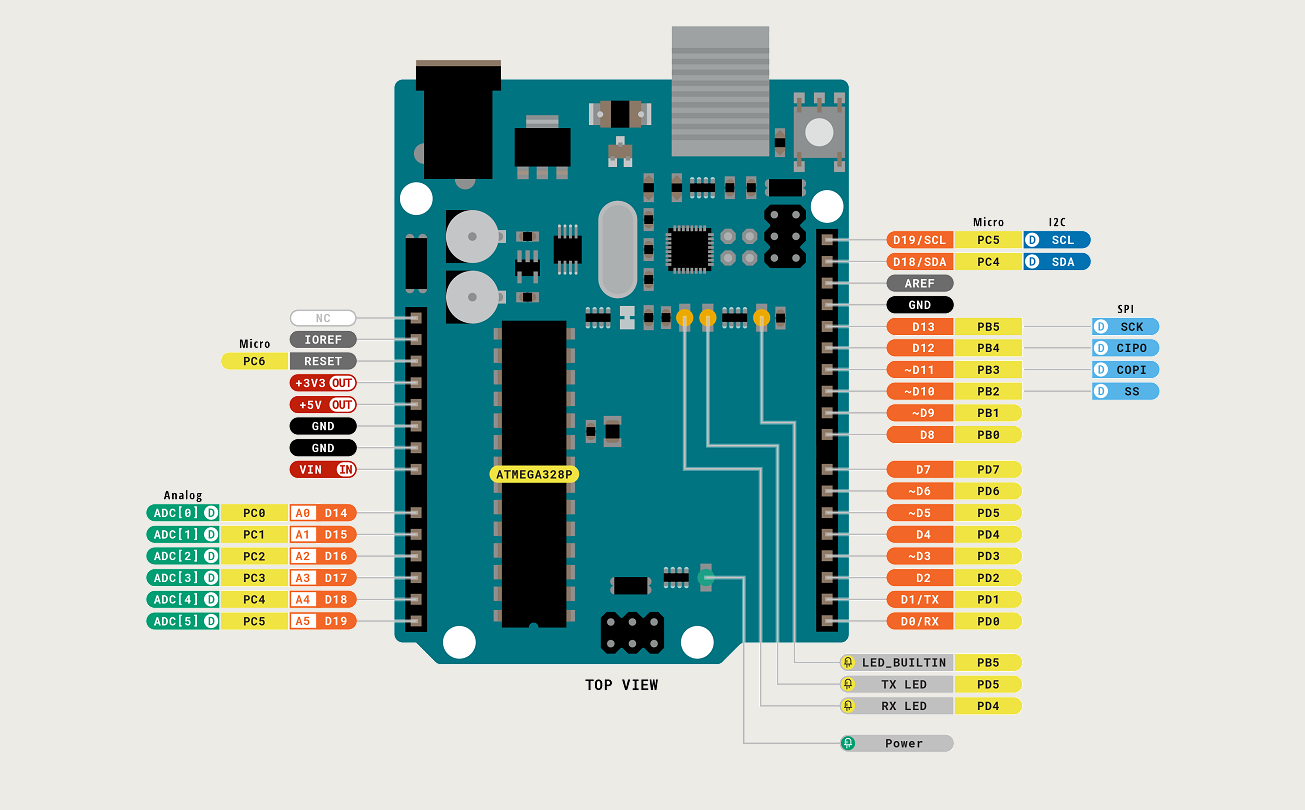 Micro I2C
D19/SCL PC5 D SCL
D18/SDA PC4 D SDA
AREF
GND
SPI
D13 PB5 D SCK
D12 PB4 D CIPO
~D11 PB3 D COPI
~D10 PB2 D SS
~D9 PB1
D8 PB0
D7 PD7
~D6 PD6
~D5 PD5
D4 PD4
~D3 PD3
D2 PD2
D1/TX PD1
D0/RX PD0
NC
IOREF
Micro
PC6 RESET
+3V3 OUT
+5V OUT
GND
GND
VIN IN
Analog
ADC[0] D PC0 A0 D14
ADC[1] D PC1 A1 D15
ADC[2] D PC2 A2 D16
ADC[3] D PC3 A3 D17
ADC[4] D PC4 A4 D18
ADC[5] D PC5 A5 D19
ATMEGA328P
LED_BUILTIN PB5
TX LED PD5
RX LED PD4
Power
TOP VIEW